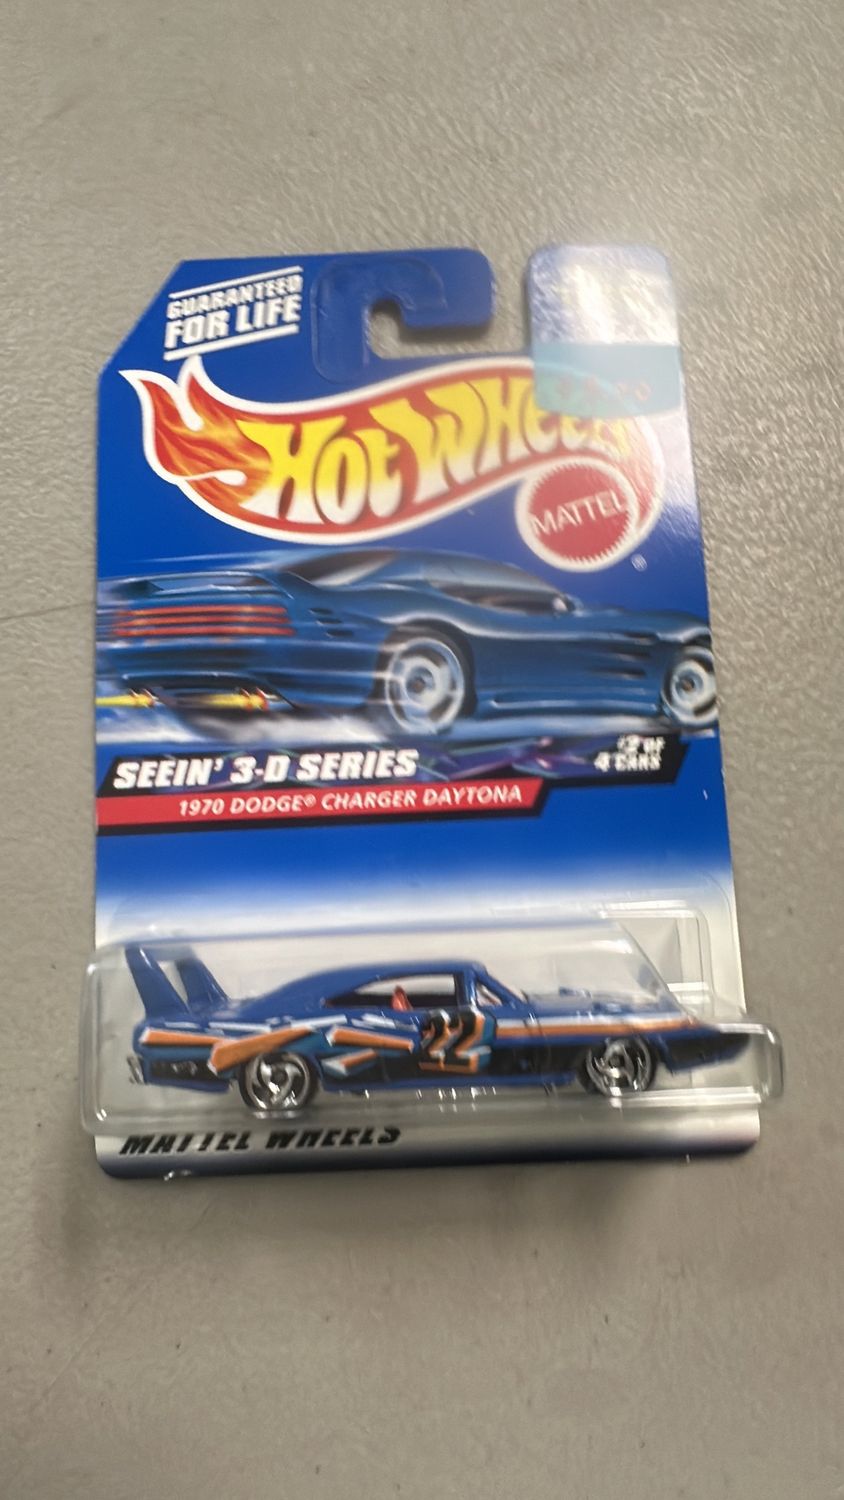 GUARANTEED
FOR LIFE
HOT WHEELS
MATTEL
®
SEEIN' 3-D SERIES
#2 OF
4 CARS
1970 DODGE® CHARGER DAYTONA
22
MATTEL WHEELS